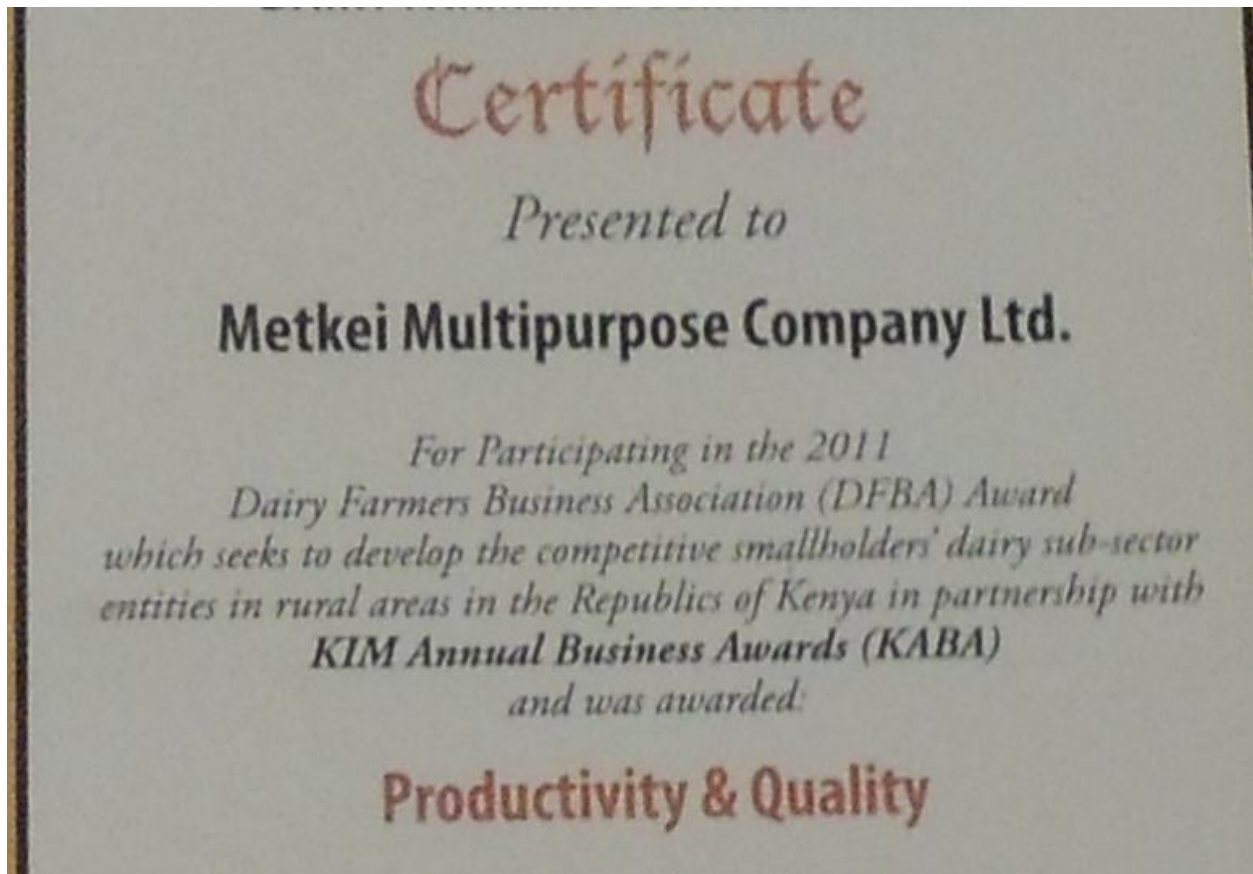 Certificate
Presented to
Metkei Multipurpose Company Ltd.
For Participating in the 2011
Dairy Farmers Business Association (DFBA) Award
which seeks to develop the competitive smallholders' dairy sub-sector
entities in rural areas in the Republics of Kenya in partnership with
KIM Annual Business Awards (KABA)
and was awarded:
Productivity & Quality